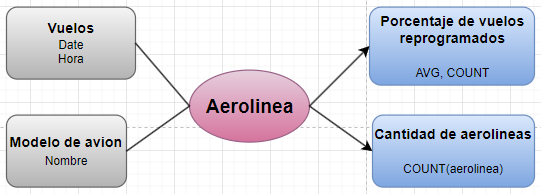 Vuelos
Date
Hora
Modelo de avion
Nombre
Aerolinea
Porcentaje de vuelos
reprogramados
AVG, COUNT
Cantidad de aerolineas
COUNT(aerolinea)